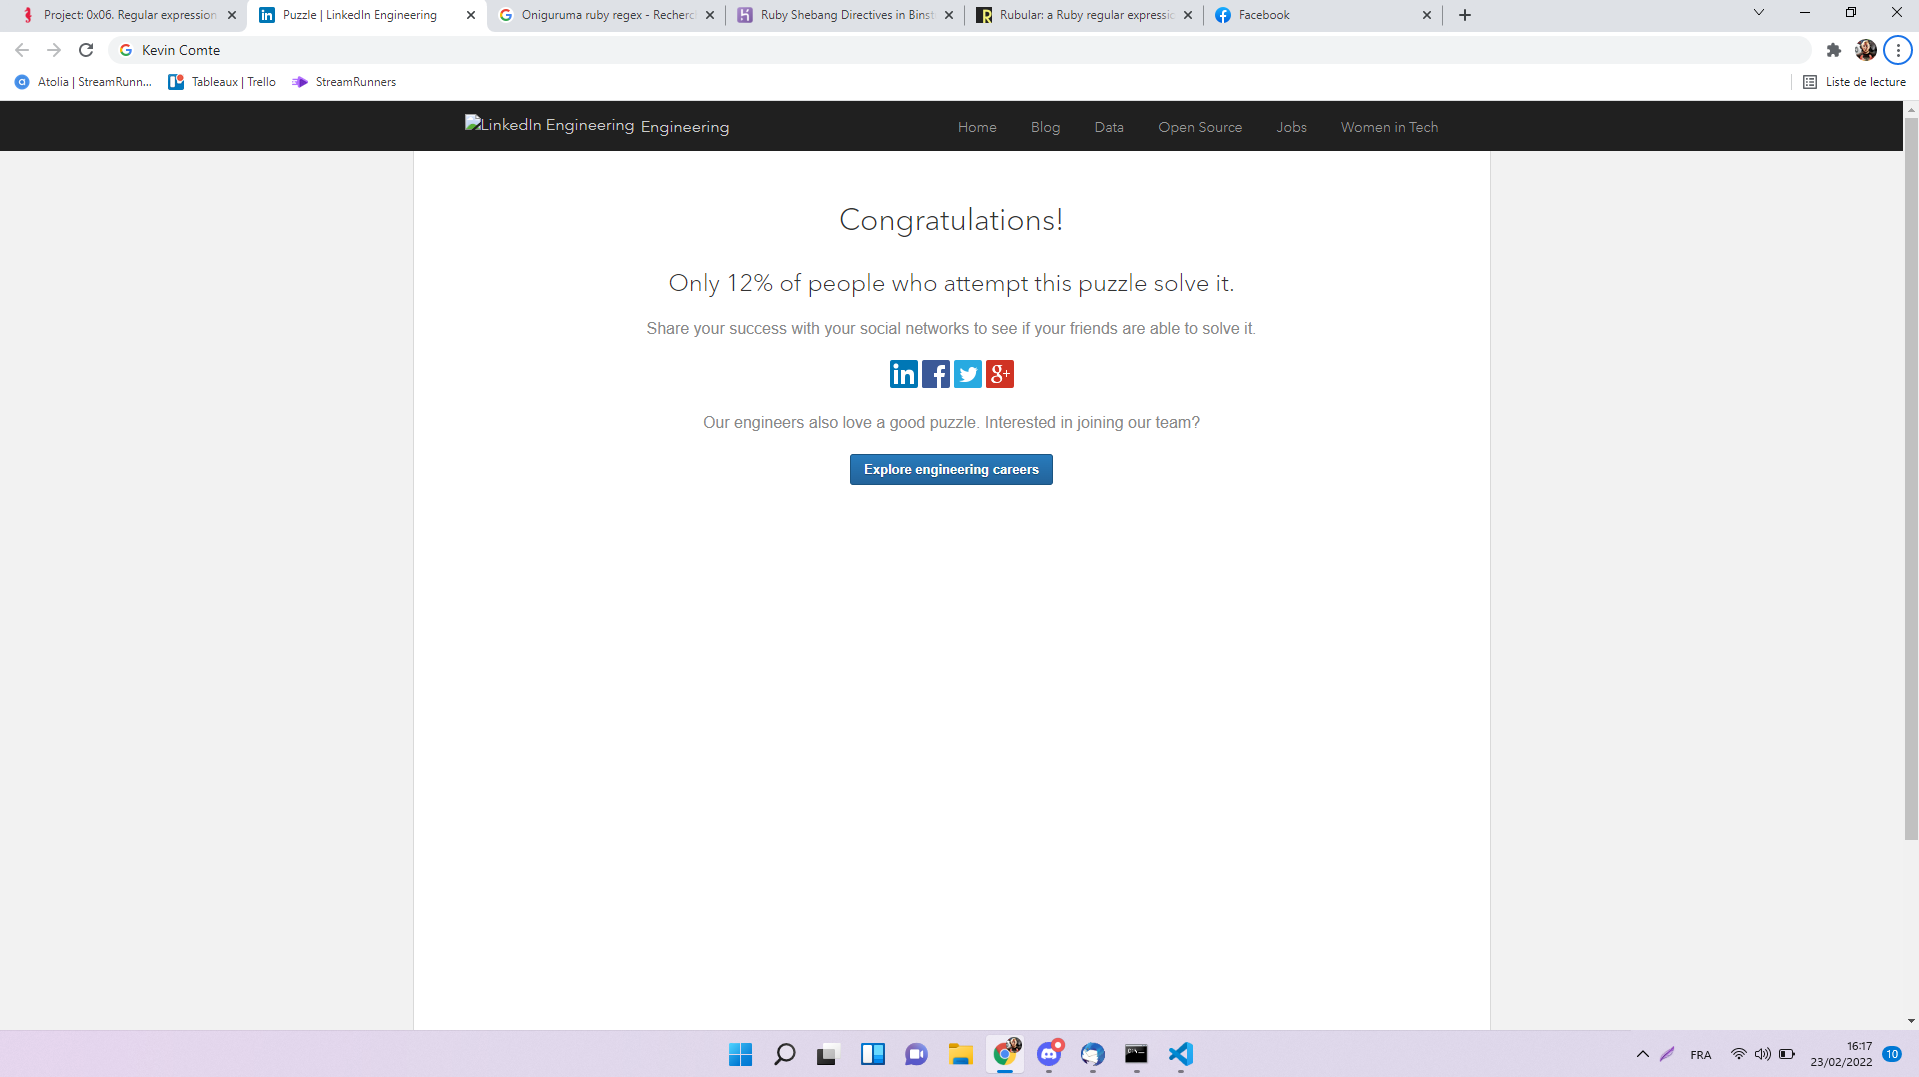 Project: 0x06. Regular expression
Puzzle | LinkedIn Engineering
Oniguruma ruby regex - Recherc
Ruby Shebang Directives in Binst
Rubular: a Ruby regular expressio
Facebook
Kevin Comte
Atolia | StreamRunn...
Tableaux | Trello
StreamRunners
Liste de lecture
LinkedIn Engineering Engineering
Home
Blog
Data
Open Source
Jobs
Women in Tech
Congratulations!
Only 12% of people who attempt this puzzle solve it.
Share your success with your social networks to see if your friends are able to solve it.
in f g+
Our engineers also love a good puzzle. Interested in joining our team?
Explore engineering careers
FRA
16:17
23/02/2022
10